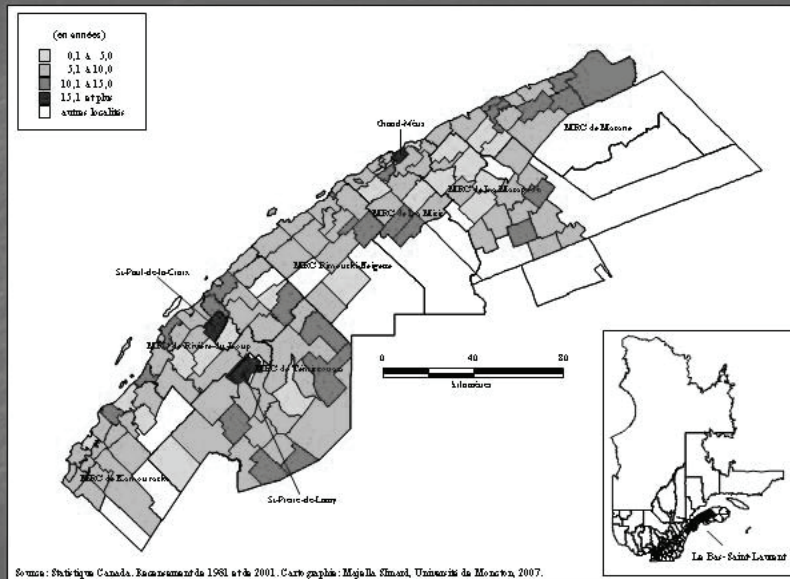 (en années)
0,1 à 5,0
5,1 à 10,0
10,1 à 15,0
15,1 et plus
autres localités
Grand-Métis
MRC de Matane
MRC de La Matapédia
MRC de La Mitis
MRC Rimouski-Neigette
St-Paul-de-la-Croix
MRC de Rivière-du-Loup
MRC de Témiscouata
0 40 80
kilomètres
MRC de Kamouraska
St-Pierre-de-Lamy
Le Bas-Saint-Laurent
Source: Statistique Canada. Recensement de 1981 et de 2001. Cartographie: Majella Simard, Université de Moncton, 2007.